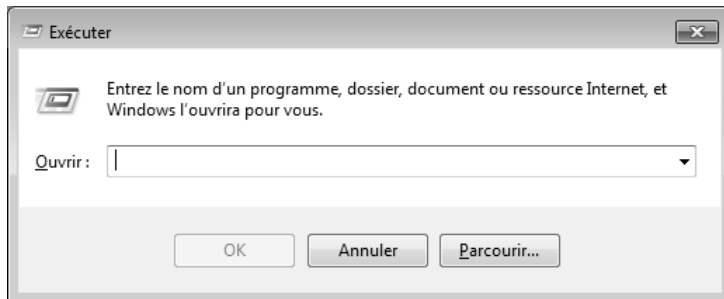 Exécuter
Entrez le nom d'un programme, dossier, document ou ressource Internet, et
Windows l'ouvrira pour vous.
Ouvrir :
OK Annuler Parcourir...